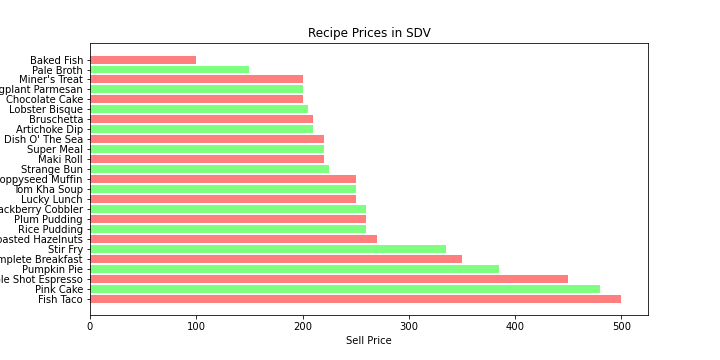 Recipe Prices in SDV
Baked Fish
Pale Broth
Miner's Treat
ggplant Parmesan
Chocolate Cake
Lobster Bisque
Bruschetta
Artichoke Dip
Dish O' The Sea
Super Meal
Maki Roll
Strange Bun
oppyseed Muffin
Tom Kha Soup
Lucky Lunch
ackberry Cobbler
Plum Pudding
Rice Pudding
oasted Hazelnuts
Stir Fry
mplete Breakfast
Pumpkin Pie
le Shot Espresso
Pink Cake
Fish Taco
0 100 200 300 400 500
Sell Price